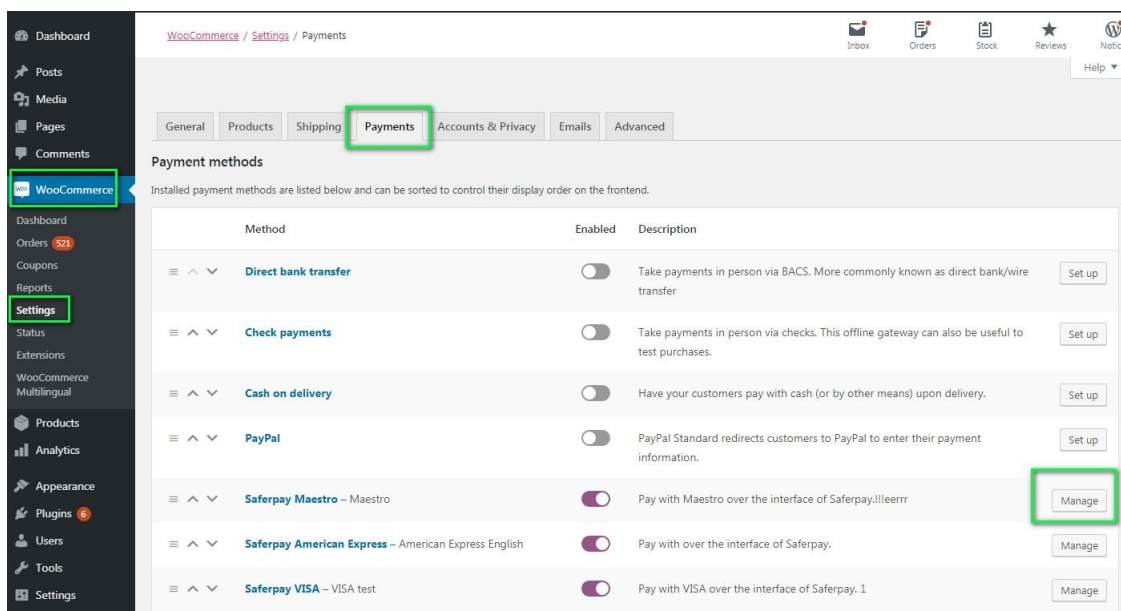 Dashboard
WooCommerce / Settings / Payments
Inbox
Orders
Stock
Reviews
Help
Posts
Media
Pages
Comments
WooCommerce
Dashboard
Orders 521
Coupons
Reports
Settings
Status
Extensions
WooCommerce
Multilingual
Products
Analytics
Appearance
Plugins 6
Users
Tools
Settings
General Products Shipping Payments Accounts & Privacy Emails Advanced
Payment methods
Installed payment methods are listed below and can be sorted to control their display order on the frontend.
Method Enabled Description
Direct bank transfer Take payments in person via BACS. More commonly known as direct bank/wire Set up
transfer
Check payments Take payments in person via checks. This offline gateway can also be useful to Set up
test purchases.
Cash on delivery Have your customers pay with cash (or by other means) upon delivery. Set up
PayPal PayPal Standard redirects customers to PayPal to enter their payment Set up
information.
Saferpay Maestro – Maestro Pay with Maestro over the interface of Saferpay.!!!eerrr Manage
Saferpay American Express – American Express English Pay with over the interface of Saferpay. Manage
Saferpay VISA – VISA test Pay with VISA over the interface of Saferpay. 1 Manage